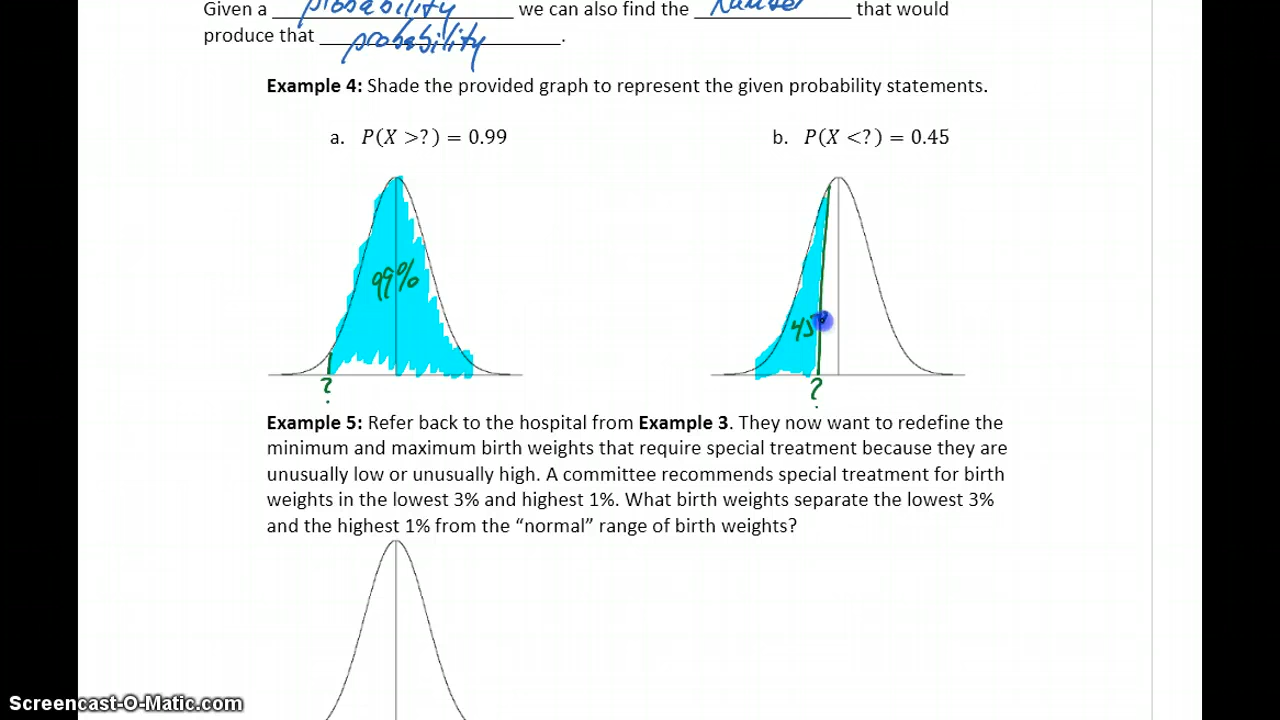 Given a probability we can also find the number that would
produce that probability.
Example 4: Shade the provided graph to represent the given probability statements.
a. P(X >?) = 0.99
b. P(X <?) = 0.45
99%
45%
?
?
Example 5: Refer back to the hospital from Example 3. They now want to redefine the
minimum and maximum birth weights that require special treatment because they are
unusually low or unusually high. A committee recommends special treatment for birth
weights in the lowest 3% and highest 1%. What birth weights separate the lowest 3%
and the highest 1% from the “normal” range of birth weights?
Screencast-O-Matic.com